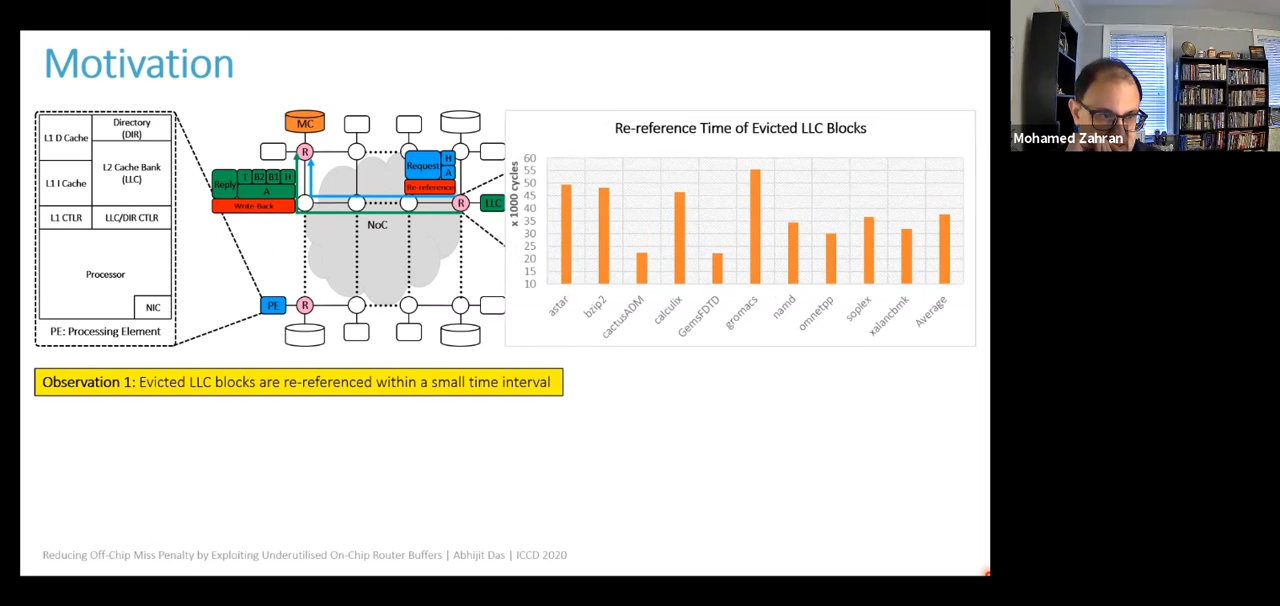 Motivation
L1 D Cache
Directory
(DIR)
L2 Cache Bank
(LLC)
L1 I Cache
L1 CTLR
LLC/DIR CTLR
Processor
NIC
PE: Processing Element
MC
R
Reply
T
B2
B1
H
A
Write-Back
Request
H
A
Re-reference
R
LLC
NoC
PE
R
Re-reference Time of Evicted LLC Blocks
x 1000 cycles
60
55
50
45
40
35
30
25
20
15
10
astar
bzip2
cactusADM
calculix
GemsFDTD
gromacs
namd
omnetpp
soplex
xalancbmk
Average
Observation 1: Evicted LLC blocks are re-referenced within a small time interval
Reducing Off-Chip Miss Penalty by Exploiting Underutilised On-Chip Router Buffers | Abhijit Das | ICCD 2020
Mohamed Zahran